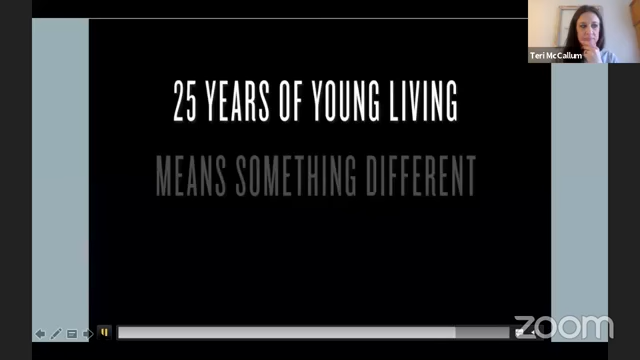 Teri McCallum
25 YEARS OF YOUNG LIVING
MEANS SOMETHING DIFFERENT
zoom